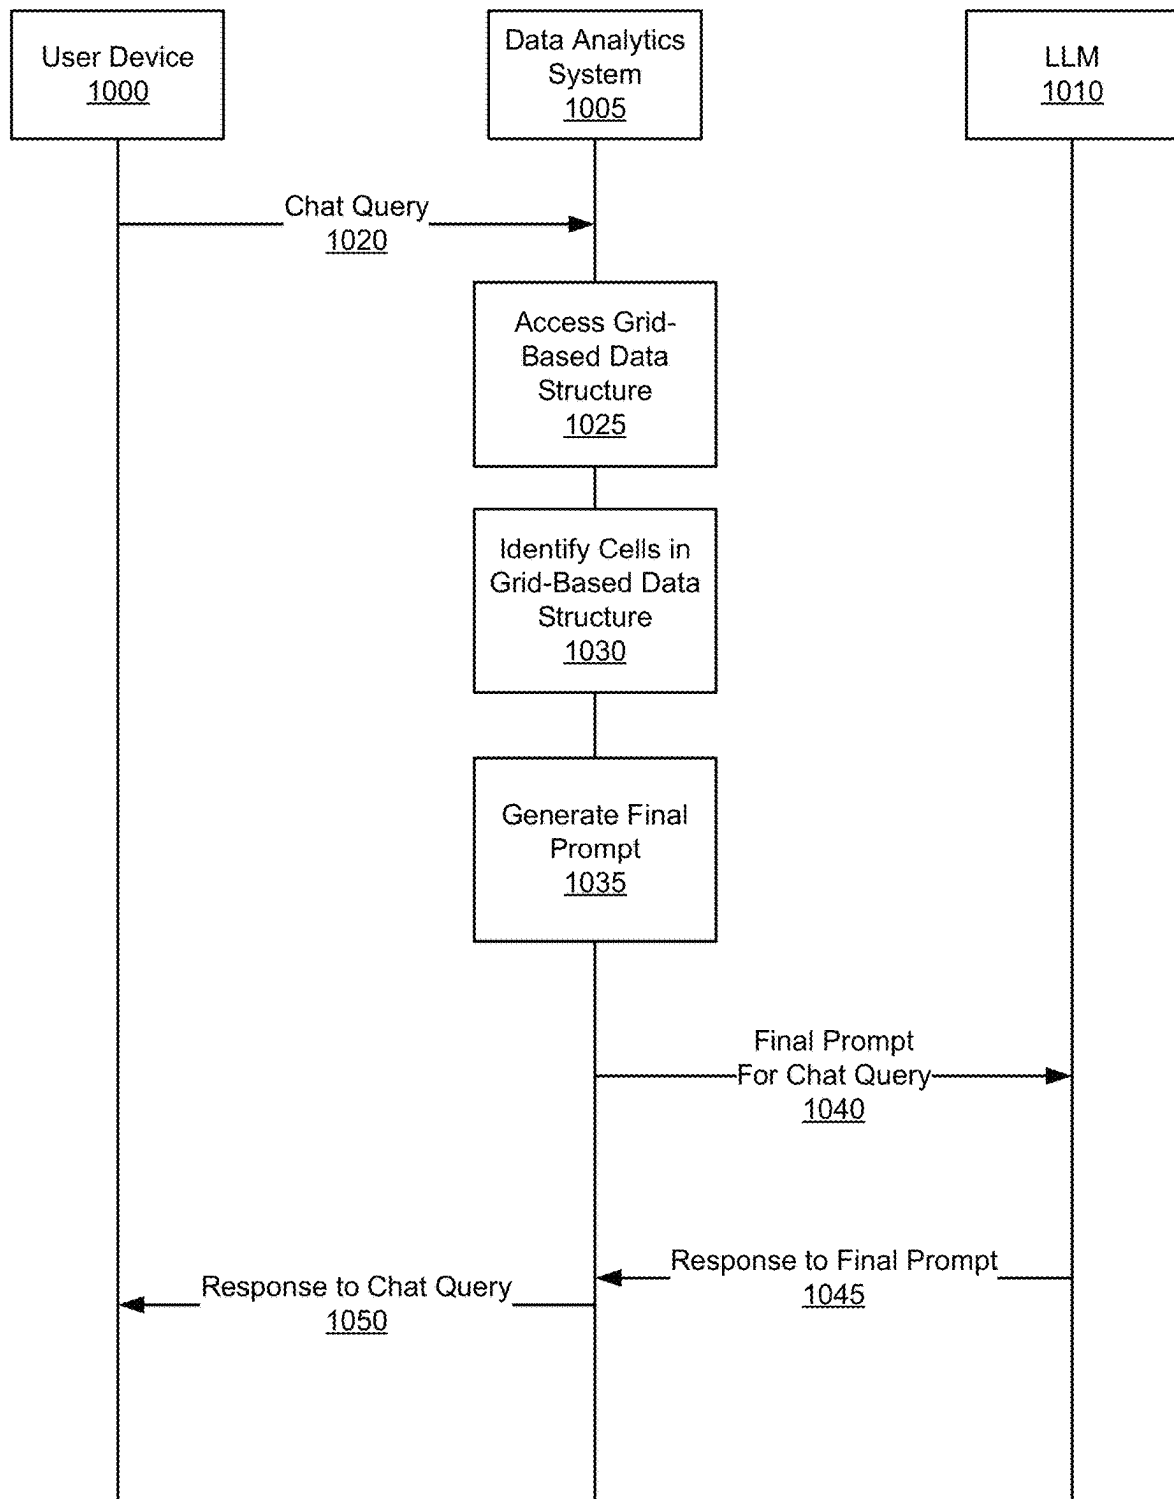 User Device
1000
Data Analytics
System
1005
LLM
1010
Chat Query
1020
Access Grid-
Based Data
Structure
1025
Identify Cells in
Grid-Based Data
Structure
1030
Generate Final
Prompt
1035
Final Prompt
For Chat Query
1040
Response to Final Prompt
1045
Response to Chat Query
1050